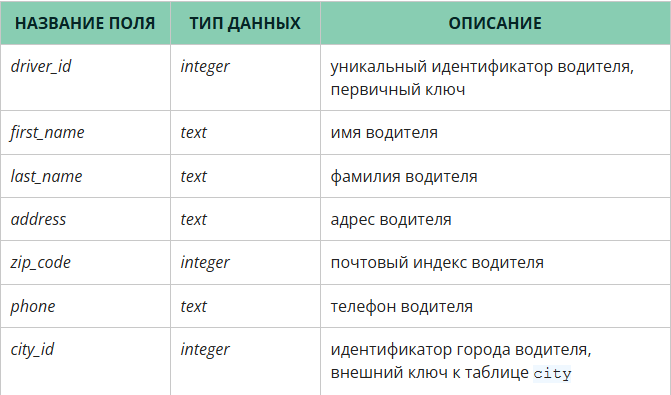 НАЗВАНИЕ ПОЛЯ ТИП ДАННЫХ ОПИСАНИЕ
driver_id integer уникальный идентификатор водителя,
первичный ключ
first_name text имя водителя
last_name text фамилия водителя
address text адрес водителя
zip_code integer почтовый индекс водителя
phone text телефон водителя
city_id integer идентификатор города водителя,
внешний ключ к таблице city